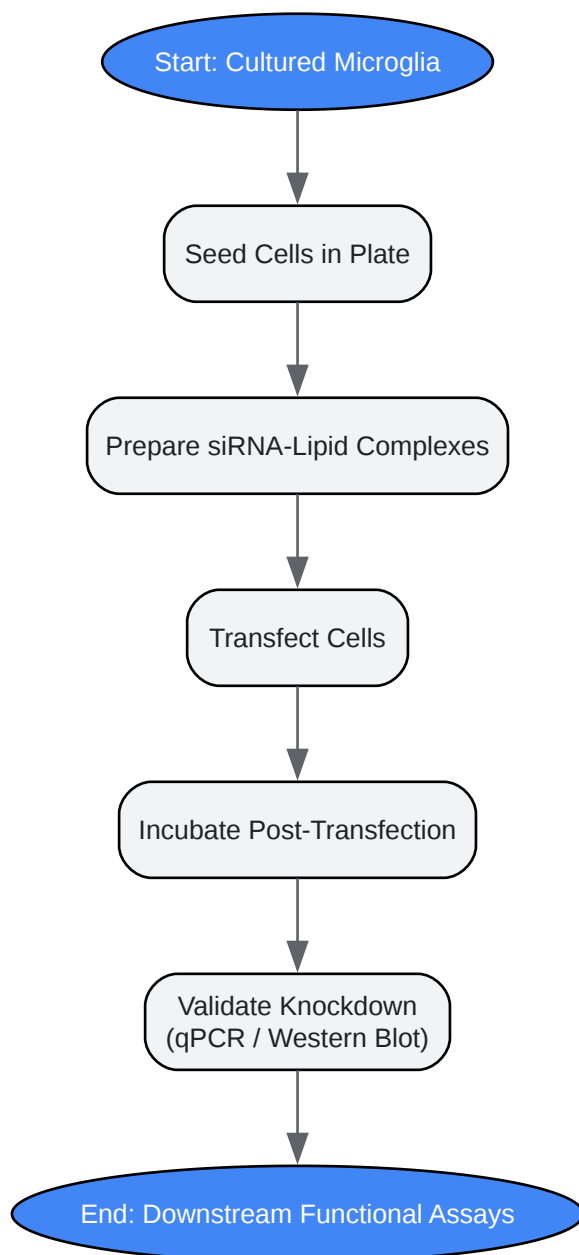 Start: Cultured Microglia
Seed Cells in Plate
Prepare siRNA-Lipid Complexes
Transfect Cells
Incubate Post-Transfection
Validate Knockdown
(qPCR / Western Blot)
End: Downstream Functional Assays